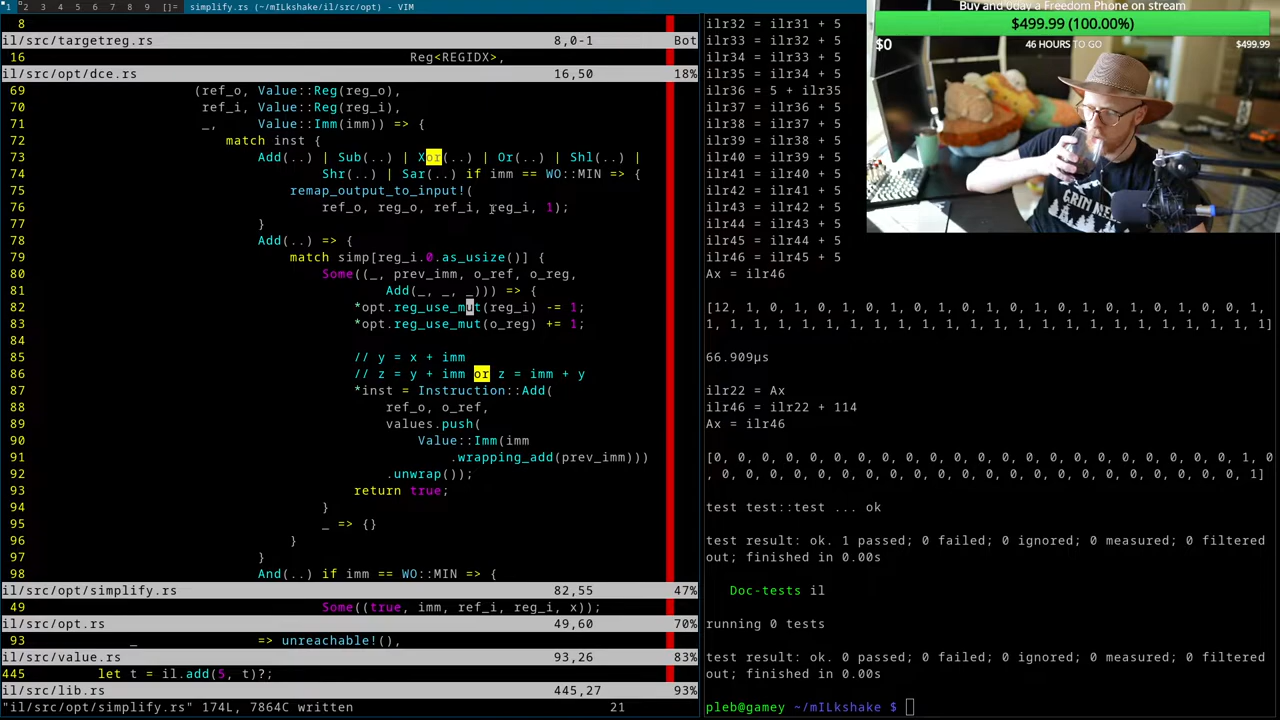 1 2 3 4 5 6 7 8 9 []= simplify.rs (~/mILkshake/il/src/opt) - VIM
8
il/src/targetreg.rs 8,0-1 Bot
16 Reg<REGIDX>,
il/src/opt/dce.rs 16,50 18%
69 (ref_o, Value::Reg(reg_o),
70 ref_i, Value::Reg(reg_i),
71 _, Value::Imm(imm)) => {
72 match inst {
73 Add(..) | Sub(..) | Xor(..) | Or(..) | Shl(..) |
74 Shr(..) | Sar(..) if imm == WO::MIN => {
75 remap_output_to_input!(
76 ref_o, reg_o, ref_i, reg_i, 1);
77 }
78 Add(..) => {
79 match simp[reg_i.0.as_usize()] {
80 Some((_, prev_imm, o_ref, o_reg,
81 Add(_, _, _))) => {
82 *opt.reg_use_mut(reg_i) -= 1;
83 *opt.reg_use_mut(o_reg) += 1;
84
85 // y = x + imm
86 // z = y + imm or z = imm + y
87 *inst = Instruction::Add(
88 ref_o, o_ref,
89 values.push(
90 Value::Imm(imm
91 .wrapping_add(prev_imm)))
92 .unwrap());
93 return true;
94 }
95 _ => {}
96 }
97 }
98 And(..) if imm == WO::MIN => {
il/src/opt/simplify.rs 82,55 47%
49 Some((true, imm, ref_i, reg_i, x));
il/src/opt.rs 49,60 70%
93 _ => unreachable!(),
il/src/value.rs 93,26 83%
445 let t = il.add(5, t)?;
il/src/lib.rs 445,27 93%
"il/src/opt/simplify.rs" 174L, 7864C written 21
ilr32 = ilr31 + 5
ilr33 = ilr32 + 5
ilr34 = ilr33 + 5
ilr35 = ilr34 + 5
ilr36 = 5 + ilr35
ilr37 = ilr36 + 5
ilr38 = ilr37 + 5
ilr39 = ilr38 + 5
ilr40 = ilr39 + 5
ilr41 = ilr40 + 5
ilr42 = ilr41 + 5
ilr43 = ilr42 + 5
ilr44 = ilr43 + 5
ilr45 = ilr44 + 5
ilr46 = ilr45 + 5
Ax = ilr46
[12, 1, 0, 1, 0, 1, 0, 1, 0, 1, 0, 1, 0, 1, 0, 1, 0, 1, 0, 1, 0, 1, 0, 1,
1, 1, 1, 1, 1, 1, 1, 1, 1, 1, 1, 1, 1, 1, 1, 1, 1, 1, 1, 1, 1, 1, 1]
66.909µs
ilr22 = Ax
ilr46 = ilr22 + 114
Ax = ilr46
[0, 0, 0, 0, 0, 0, 0, 0, 0, 0, 0, 0, 0, 0, 0, 0, 0, 0, 0, 0, 0, 0, 1, 0
, 0, 0, 0, 0, 0, 0, 0, 0, 0, 0, 0, 0, 0, 0, 0, 0, 0, 0, 0, 0, 0, 0, 1]
test test::test ... ok
test result: ok. 1 passed; 0 failed; 0 ignored; 0 measured; 0 filtered
out; finished in 0.00s
Doc-tests il
running 0 tests
test result: ok. 0 passed; 0 failed; 0 ignored; 0 measured; 0 filtered
out; finished in 0.00s
pleb@gamey ~/mILkshake $
Buy and 0day a Freedom Phone on stream
$499.99 (100.00%)
$0 46 HOURS TO GO $499.99